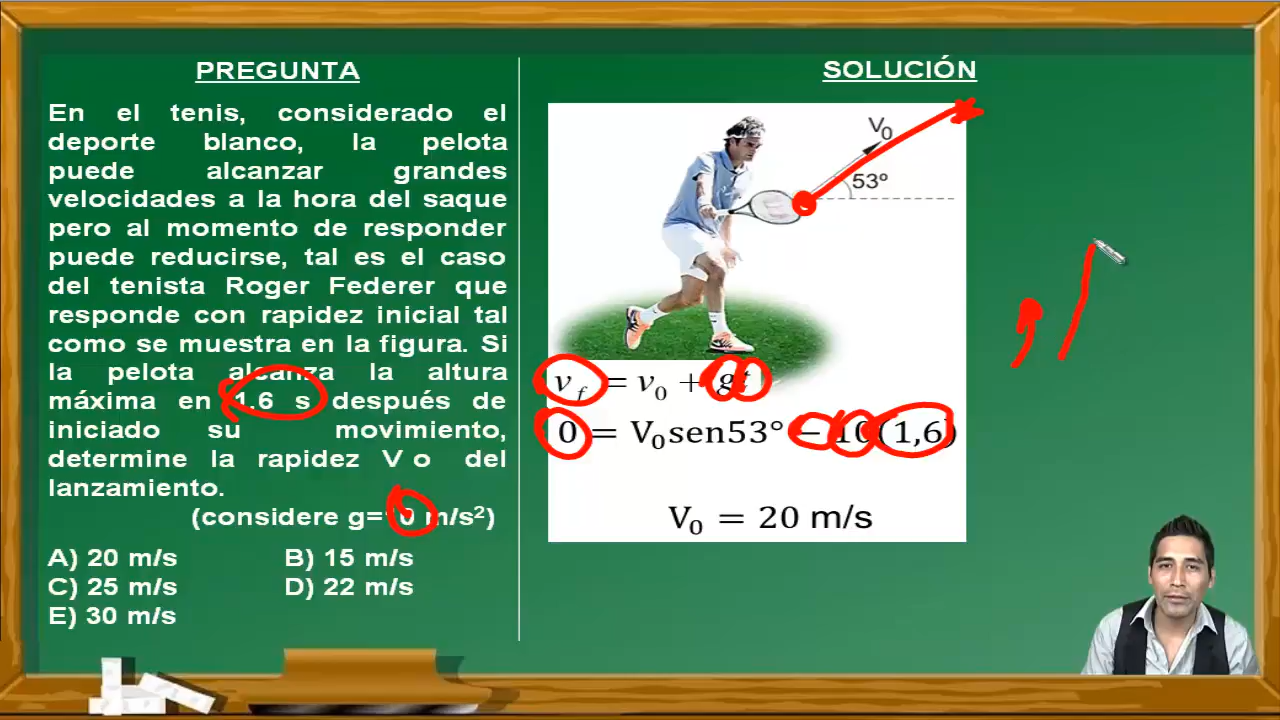 PREGUNTA
En el tenis, considerado el
deporte blanco, la pelota
puede alcanzar grandes
velocidades a la hora del saque
pero al momento de responder
puede reducirse, tal es el caso
del tenista Roger Federer que
responde con rapidez inicial tal
como se muestra en la figura. Si
la pelota alcanza la altura
máxima en 1.6 s después de
iniciado su movimiento,
determine la rapidez V o del
lanzamiento.
(considere g=10 m/s²)
A) 20 m/s B) 15 m/s
C) 25 m/s D) 22 m/s
E) 30 m/s
SOLUCIÓN
V₀
53º
v_f = v₀ + gt
0 = V₀sen53° − 10(1,6)
V₀ = 20 m/s